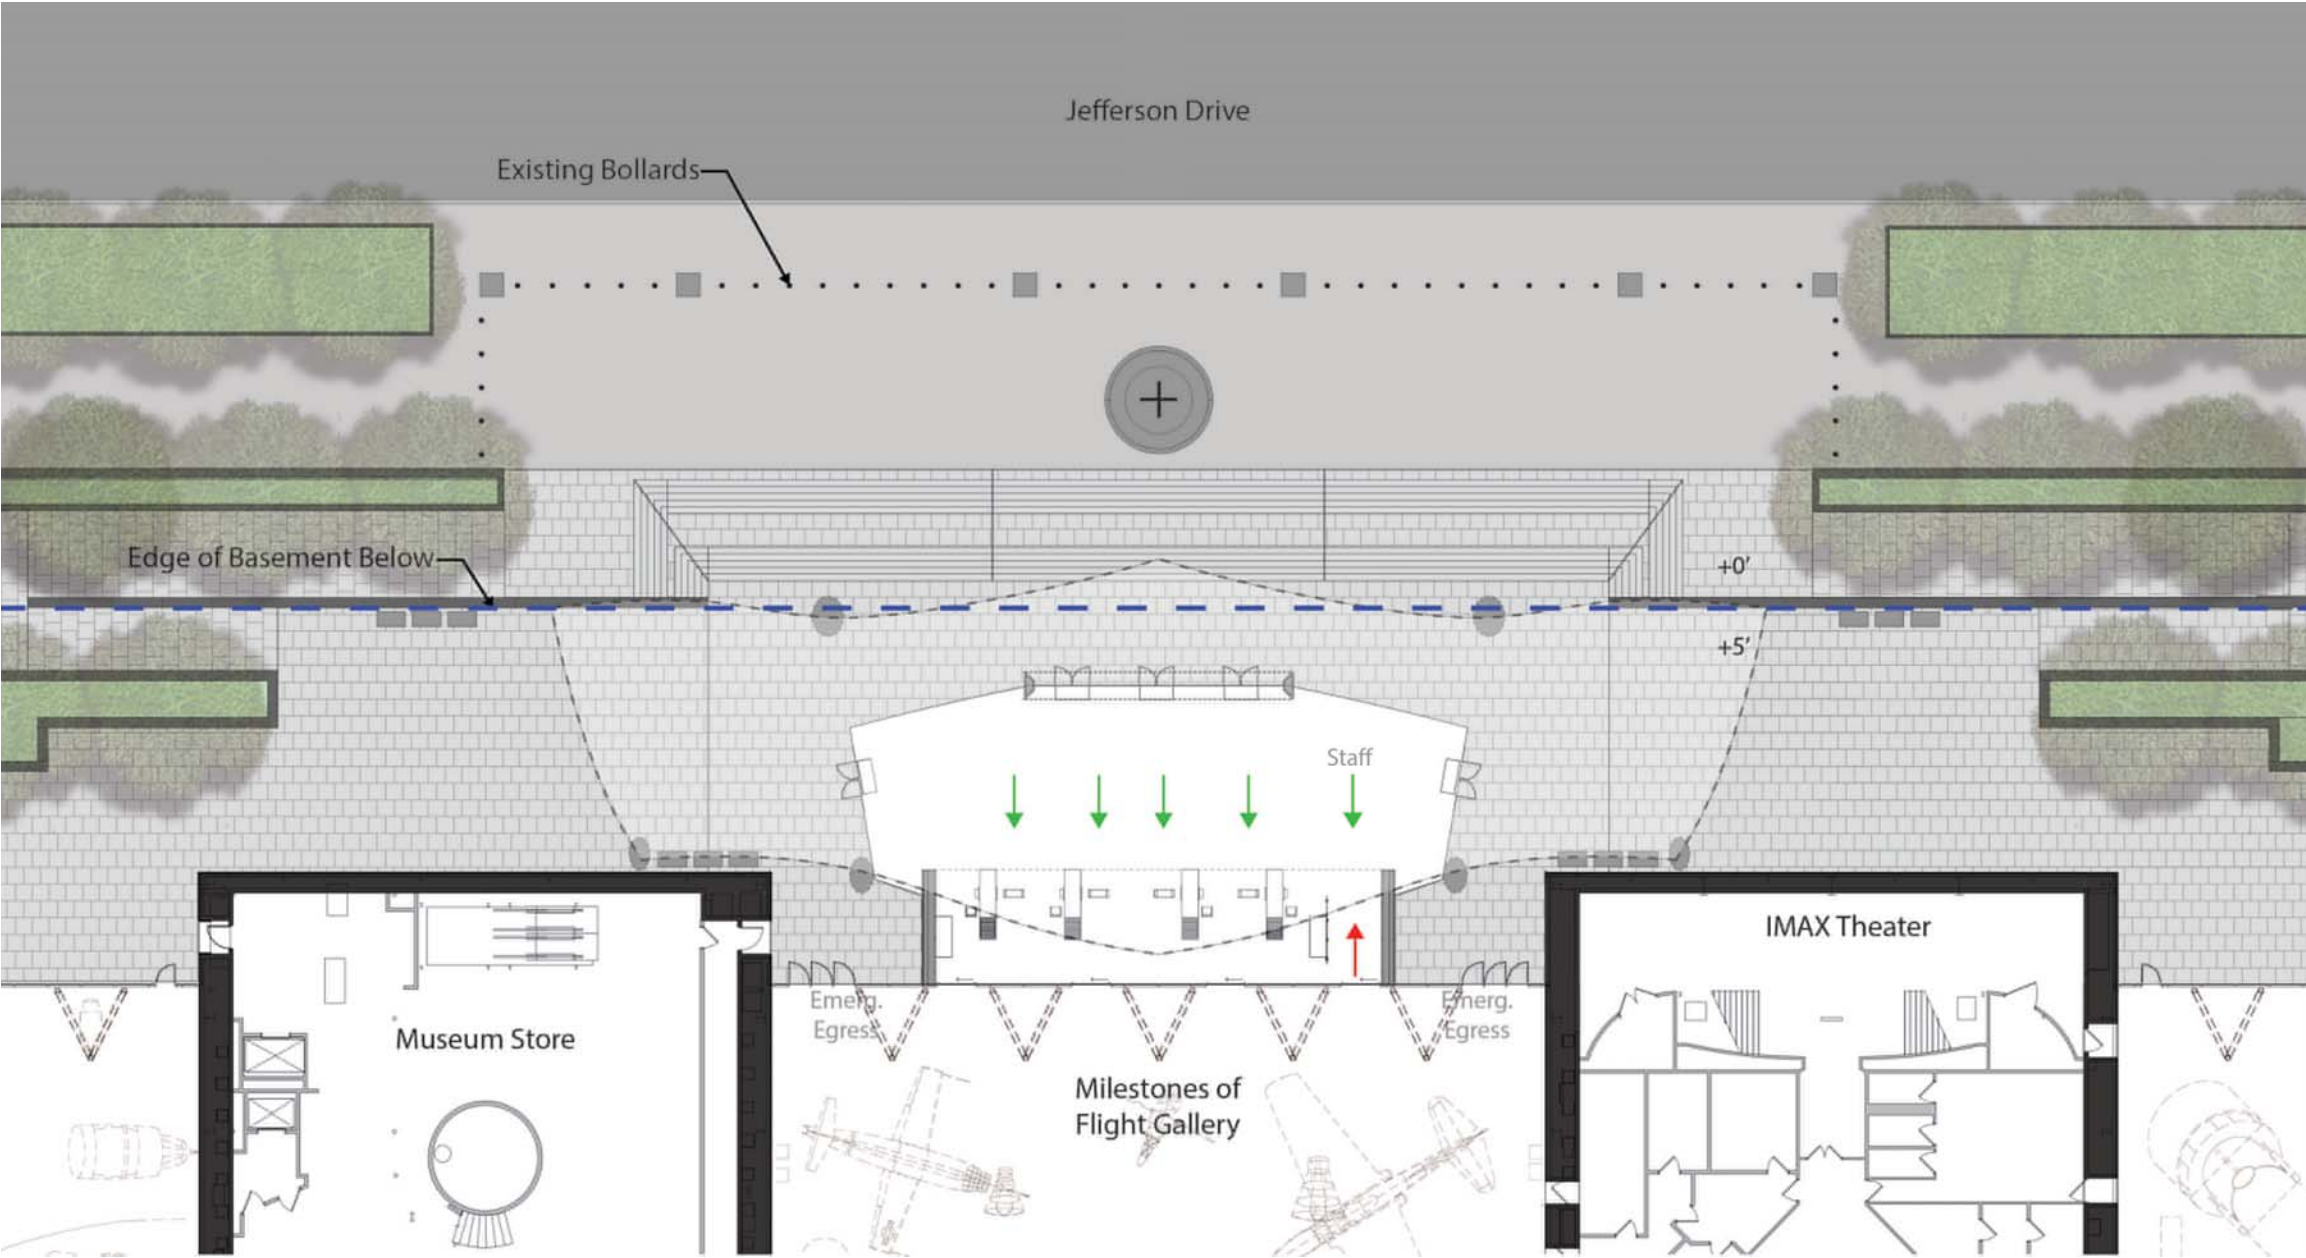 Jefferson Drive
Existing Bollards
Edge of Basement Below
+0'
+5'
Staff
IMAX Theater
Emerg.
Egress
Emerg.
Egress
Museum Store
Milestones of
Flight Gallery